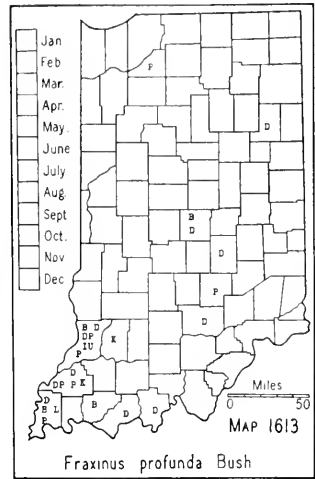 Jan
Feb
Mar.
Apr.
May.
June
July
Aug.
Sept
Oct.
Nov
Dec
P
D
B
D
D
P
D
B D
DP
IU
P
K
D
DP P K
D
E L
P
B
D
D
Miles
0 50
MAP 1613
Fraxinus profunda Bush